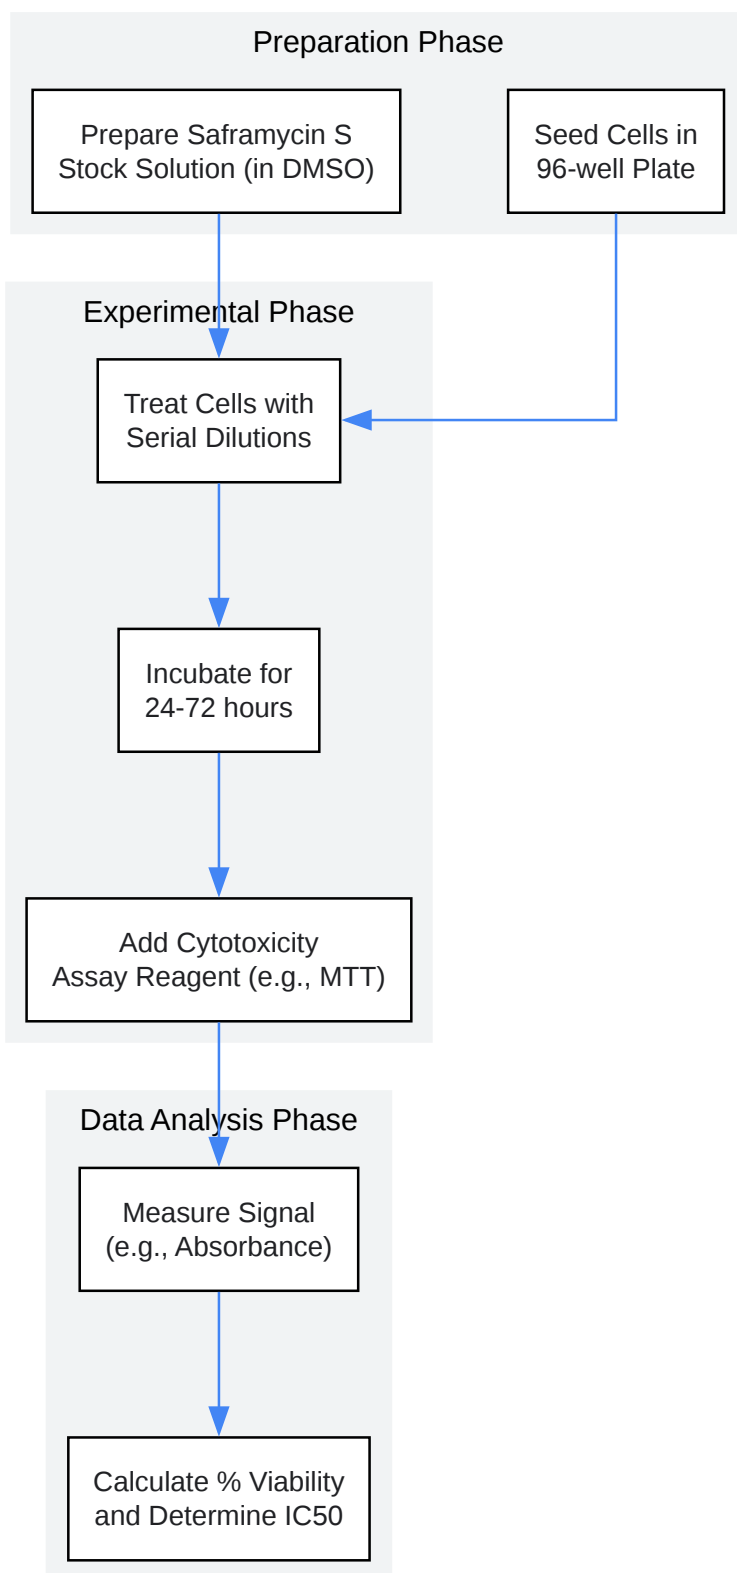 Preparation Phase
Prepare Saframycin S
Stock Solution (in DMSO)
Seed Cells in
96-well Plate
Experimental Phase
Treat Cells with
Serial Dilutions
Incubate for
24-72 hours
Add Cytotoxicity
Assay Reagent (e.g., MTT)
Data Analysis Phase
Measure Signal
(e.g., Absorbance)
Calculate % Viability
and Determine IC50